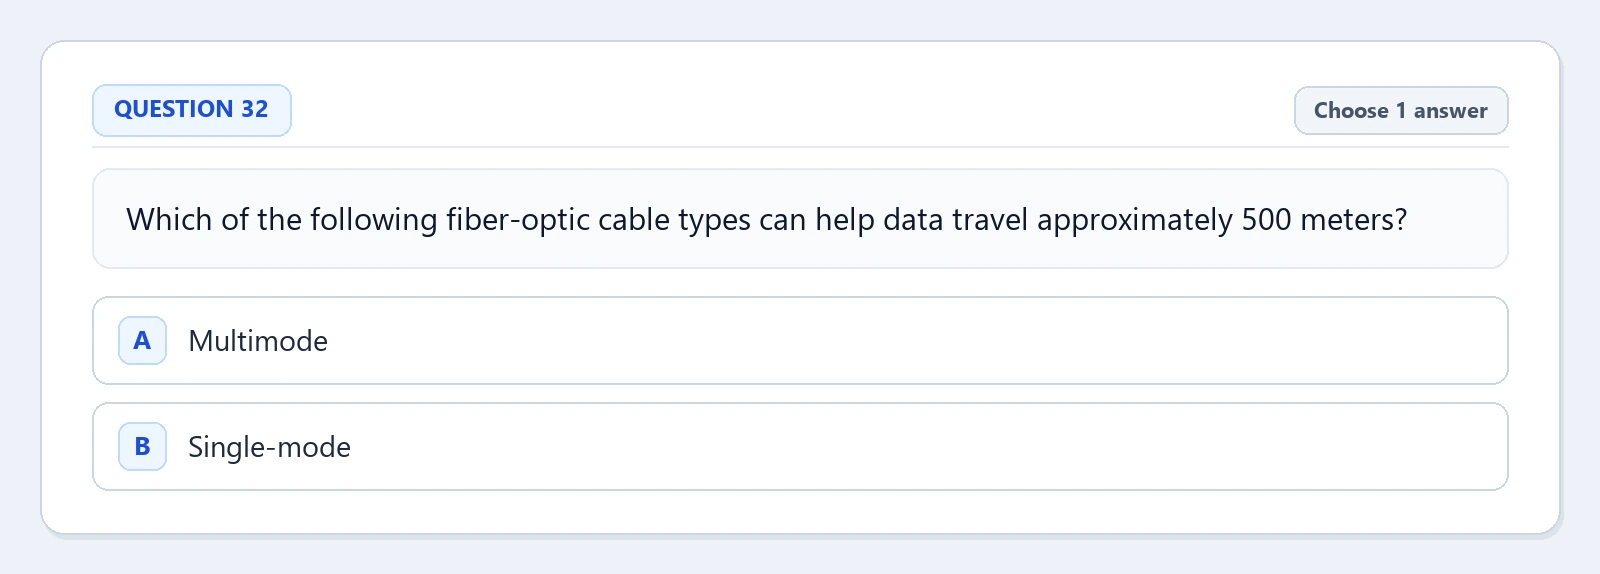 QUESTION 32
Choose 1 answer
Which of the following fiber-optic cable types can help data travel approximately 500 meters?
A Multimode
B Single-mode